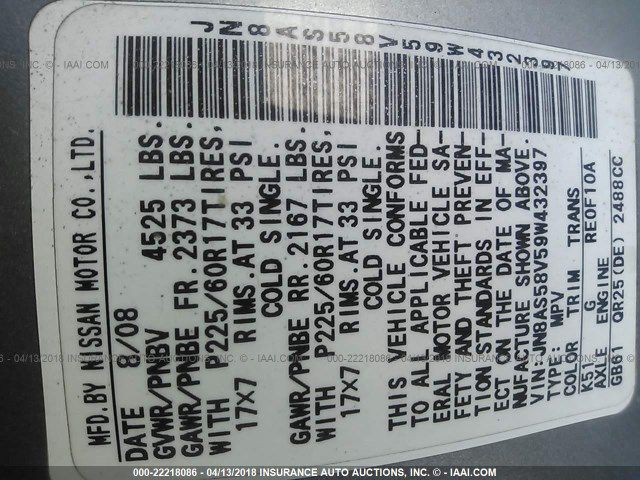 JN8AS58V59W432397
MFD.BY NISSAN MOTOR CO.,LTD.
DATE 8/08
GVWR/PNBV 4525 LBS.
GAWR/PNBE FR. 2373 LBS.
WITH P225/60R17TIRES,
17X7 RIMS.AT 33 PSI
COLD SINGLE.
GAWR/PNBE RR. 2167 LBS.
WITH P225/60R17TIRES,
17X7 RIMS.AT 33 PSI
COLD SINGLE.
THIS VEHICLE CONFORMS
TO ALL APPLICABLE FED-
ERAL MOTOR VEHICLE SA-
FETY AND THEFT PREVEN-
TION STANDARDS IN EFF-
ECT ON THE DATE OF MA-
NUFACTURE SHOWN ABOVE.
VIN:JN8AS58V59W432397
TYPE: MPV
COLOR TRIM TRANS
K51 G RE0F10A
AXLE ENGINE
GB61 QR25(DE) 2488CC
000-22218086 - 04/13/2018 INSURANCE AUTO AUCTIONS, INC. - © - IAAI.COM